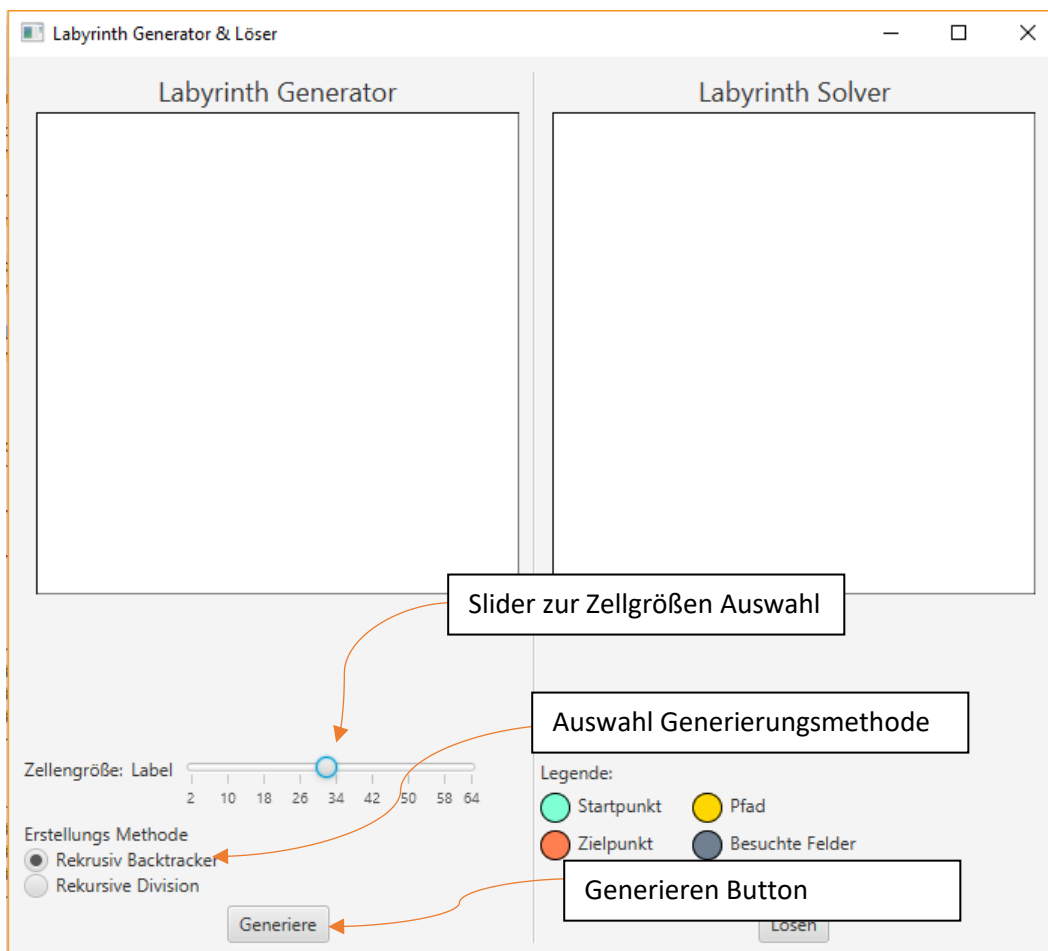 Labyrinth Generator & Löser
Labyrinth Generator
Labyrinth Solver
Slider zur Zellgrößen Auswahl
Auswahl Generierungsmethode
Zellengröße: Label
2 10 18 26 34 42 50 58 64
Erstellungs Methode
Rekrusiv Backtracker
Rekursive Division
Generiere
Legende:
Startpunkt Pfad
Zielpunkt Besuchte Felder
Generieren Button
Lösen